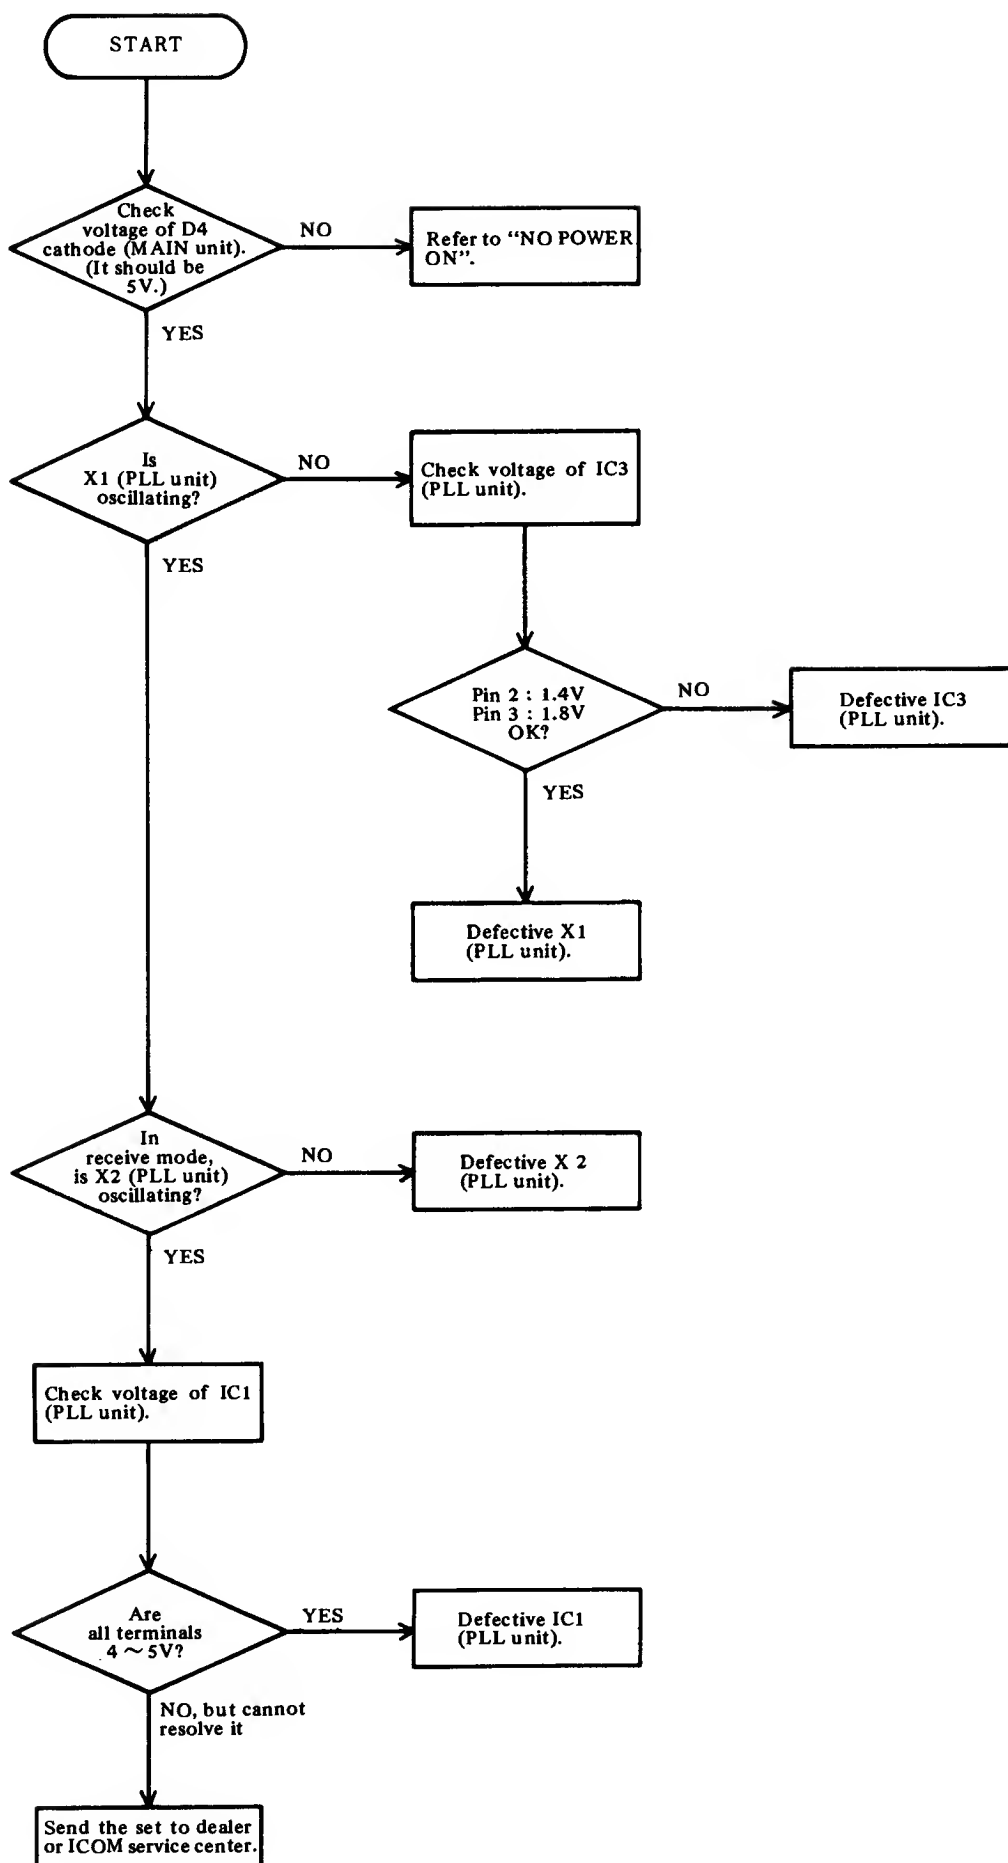 START
Check
voltage of D4
cathode (MAIN unit).
(It should be
5V.)
NO
Refer to “NO POWER
ON”.
YES
Is
X1 (PLL unit)
oscillating?
NO
Check voltage of IC3
(PLL unit).
YES
Pin 2 : 1.4V
Pin 3 : 1.8V
OK?
NO
Defective IC3
(PLL unit).
YES
Defective X1
(PLL unit).
In
receive mode,
is X2 (PLL unit)
oscillating?
NO
Defective X 2
(PLL unit).
YES
Check voltage of IC1
(PLL unit).
Are
all terminals
4 ~ 5V?
YES
Defective IC1
(PLL unit).
NO, but cannot
resolve it
Send the set to dealer
or ICOM service center.